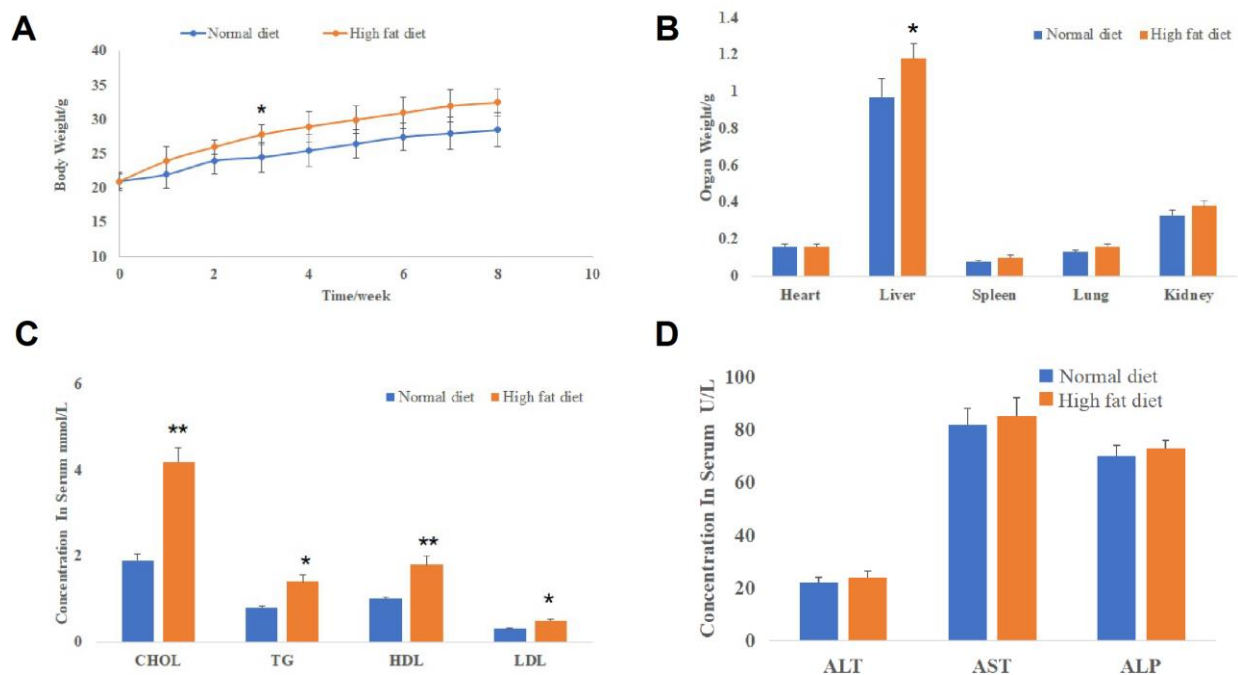 A
Normal diet High fat diet
40
35
30
25
20
15
10
*
0 2 4 6 8 10
Body Weight/g
Time/week
B
Normal diet High fat diet
1.4
1.2
1
0.8
0.6
0.4
0.2
0
*
Organ Weight/g
Heart Liver Spleen Lung Kidney
C
Normal diet High fat diet
6
4
2
0
** * ** *
Concentration In Serum mmol/L
CHOL TG HDL LDL
D
Normal diet
High fat diet
100
80
60
40
20
0
Concentration In Serum U/L
ALT AST ALP